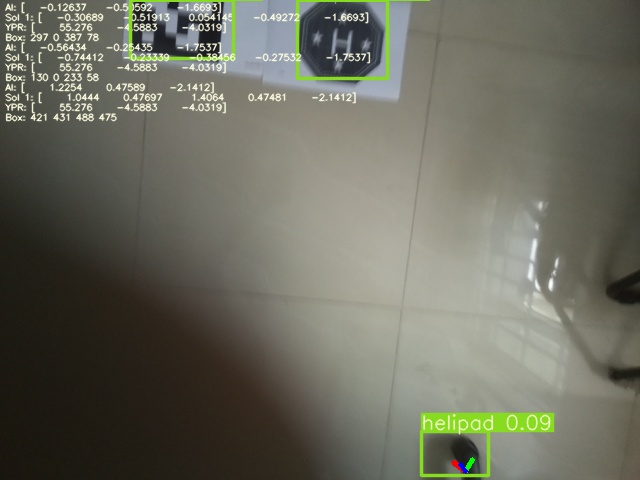 AI: [ -0.12637 -0.50592 -1.6693]
Sol 1: [ -0.30689 -0.51913 0.054145 -0.49272 -1.6693]
YPR: [ 55.276 -4.5883 -4.0319]
Box: 297 0 387 78
AI: [ -0.56434 -0.25435 -1.7537]
Sol 1: [ -0.74412 -0.23339 -0.38456 -0.27532 -1.7537]
YPR: [ 55.276 -4.5883 -4.0319]
Box: 130 0 233 58
AI: [ 1.2254 0.47589 -2.1412]
Sol 1: [ 1.0444 0.47697 1.4064 0.47481 -2.1412]
YPR: [ 55.276 -4.5883 -4.0319]
Box: 421 431 488 475
H
helipad 0.09